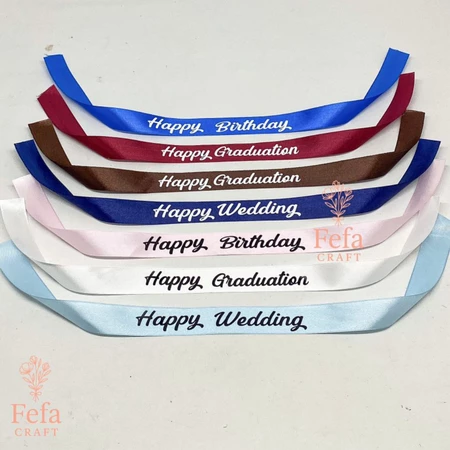 Happy Birthday
Happy Graduation
Happy Graduation
Happy Wedding
Happy Birthday
Fefa
CRAFT
Happy Graduation
Happy Wedding
Fefa
CRAFT